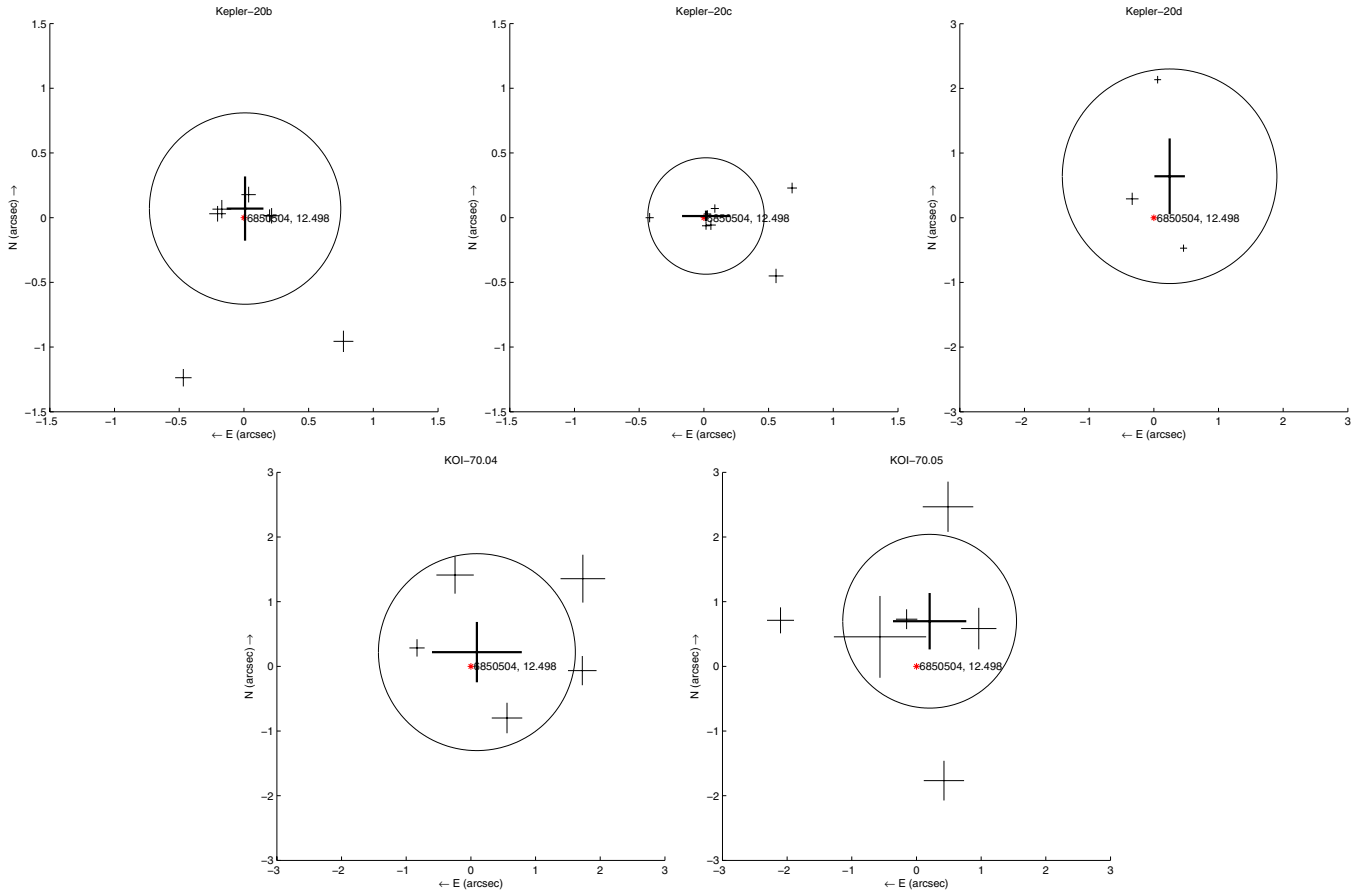 Kepler−20b
1.5
1
0.5
0
−0.5
−1
−1.5
N (arcsec) →
6850504, 12.498
−1.5 −1 −0.5 0 0.5 1 1.5
← E (arcsec)
Kepler−20c
1.5
1
0.5
0
−0.5
−1
−1.5
N (arcsec) →
6850504, 12.498
−1.5 −1 −0.5 0 0.5 1 1.5
← E (arcsec)
Kepler−20d
3
2
1
0
−1
−2
−3
N (arcsec) →
6850504, 12.498
−3 −2 −1 0 1 2 3
← E (arcsec)
KOI−70.04
3
2
1
0
−1
−2
−3
N (arcsec) →
6850504, 12.498
−3 −2 −1 0 1 2 3
← E (arcsec)
KOI−70.05
3
2
1
0
−1
−2
−3
N (arcsec) →
6850504, 12.498
−3 −2 −1 0 1 2 3
← E (arcsec)